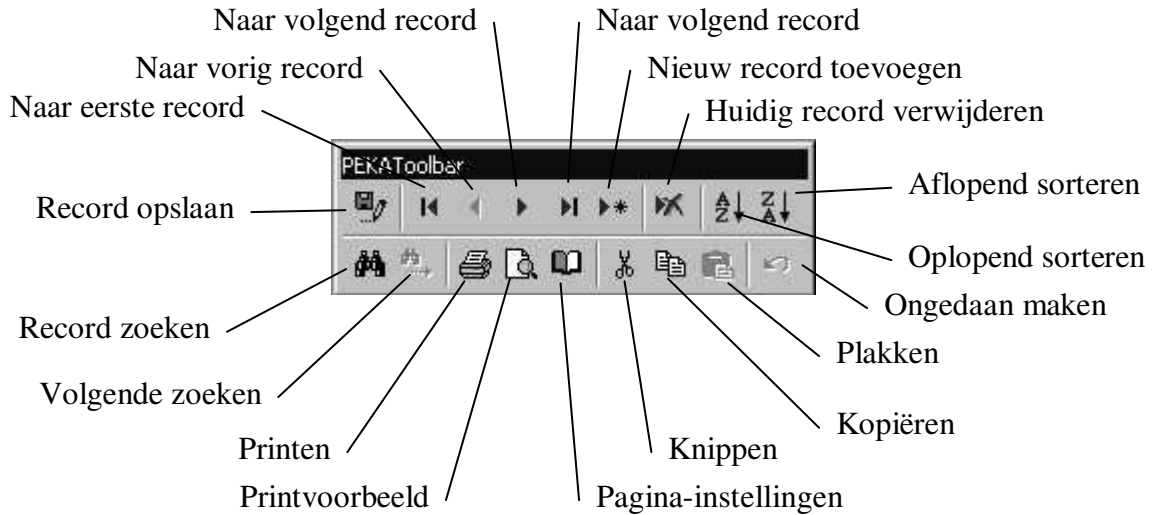 Naar volgend record
Naar volgend record
Naar vorig record
Nieuw record toevoegen
Naar eerste record
Huidig record verwijderen
PEKAToolbar
Aflopend sorteren
Record opslaan
Oplopend sorteren
Ongedaan maken
Record zoeken
Plakken
Volgende zoeken
Kopiëren
Printen
Knippen
Printvoorbeeld
Pagina-instellingen